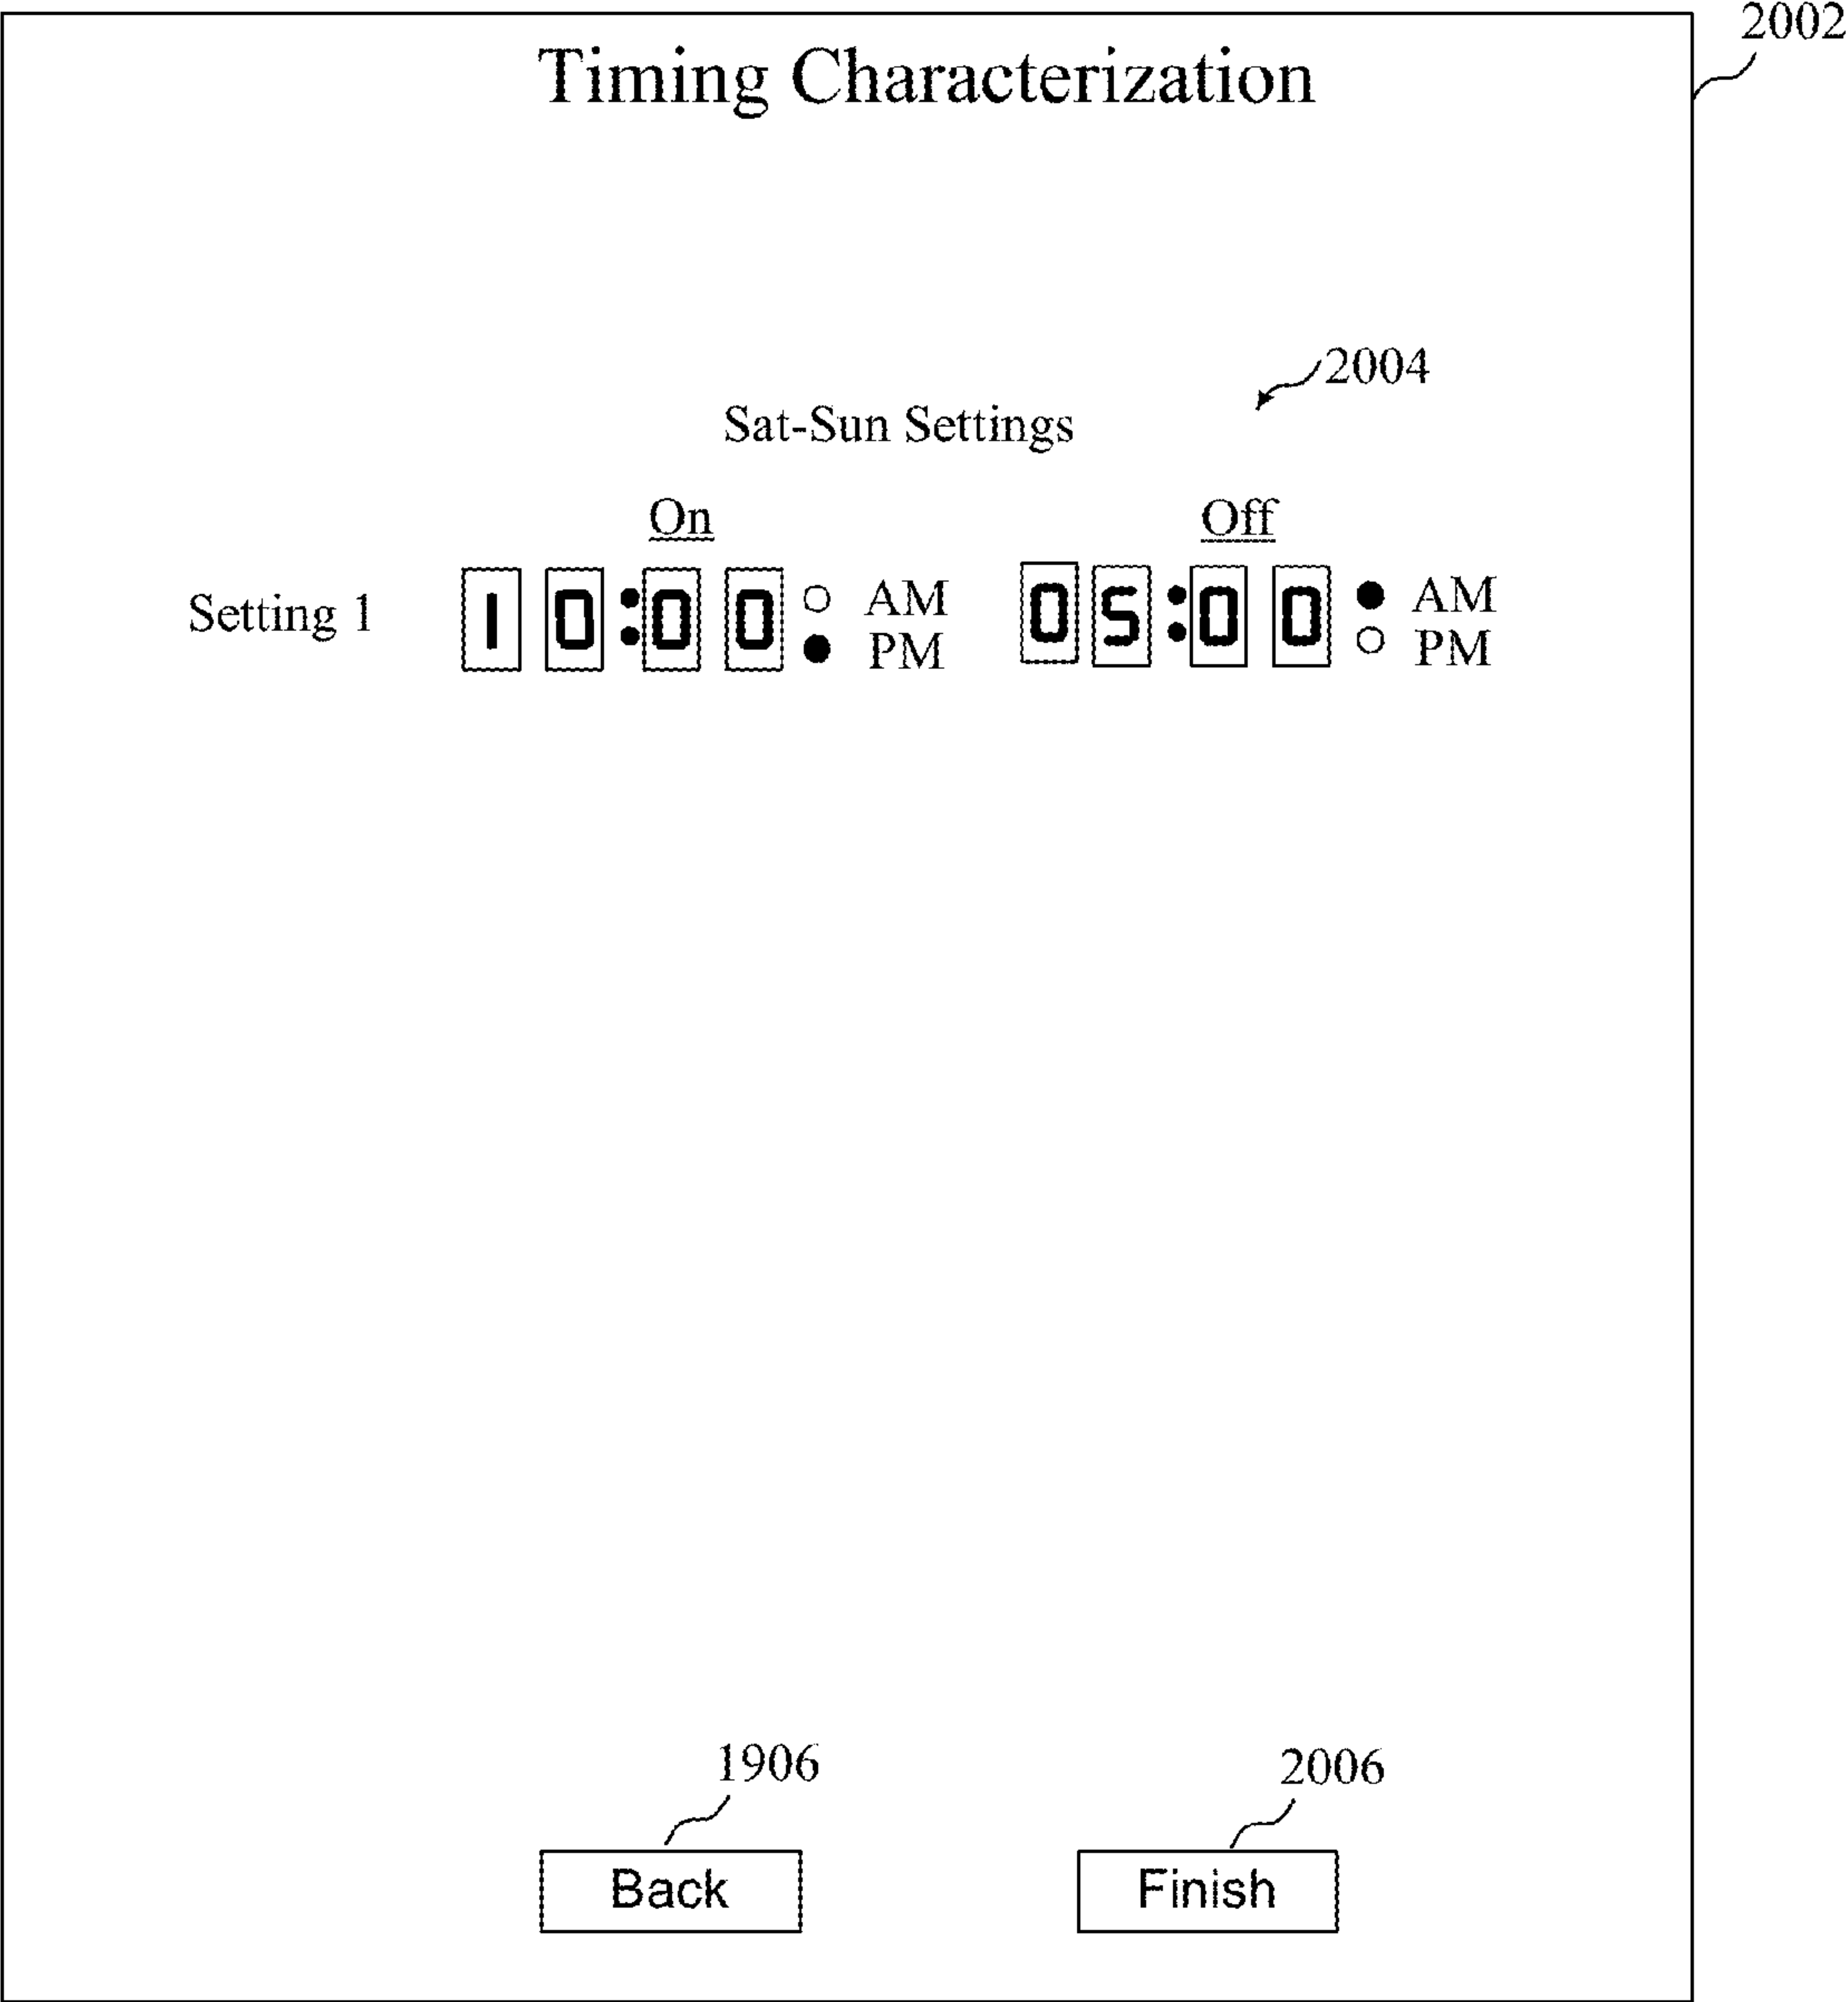 2002
Timing Characterization
2004
Sat-Sun Settings
On Off
Setting 1 10:00 AM PM 05:00 AM PM
1906 2006
Back Finish